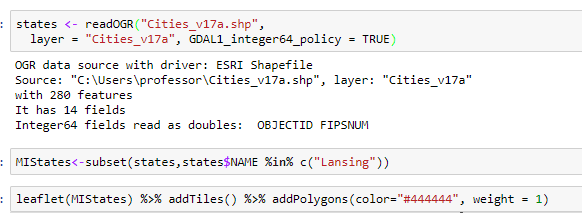 : states <- readOGR("Cities_v17a.shp",
layer = "Cities_v17a", GDAL1_integer64_policy = TRUE)
OGR data source with driver: ESRI Shapefile
Source: "C:\Users\professor\Cities_v17a.shp", layer: "Cities_v17a"
with 280 features
It has 14 fields
Integer64 fields read as doubles:  OBJECTID FIPSNUM
: MIStates<-subset(states,states$NAME %in% c("Lansing"))
: leaflet(MIStates) %>% addTiles() %>% addPolygons(color="#444444", weight = 1)